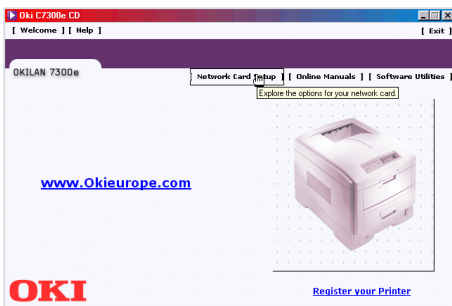 Oki C7300e CD
[ Welcome ] [ Help ] [ Exit ]
OKILAN 7300e
[ Network Card Setup ] [ Online Manuals ] [ Software Utilities ]
Explore the options for your network card.
www.Okieurope.com
OKI
Register your Printer